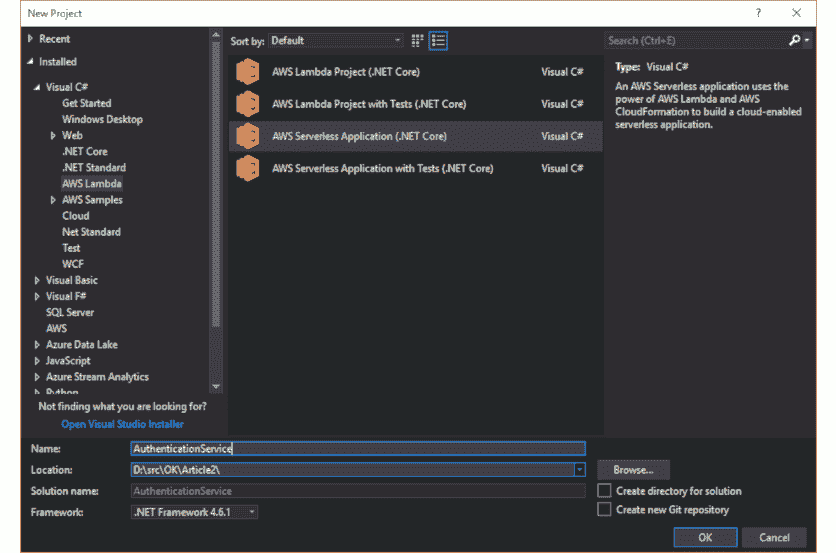 New Project
?
Recent
Installed
Visual C#
Get Started
Windows Desktop
Web
.NET Core
.NET Standard
AWS Lambda
AWS Samples
Cloud
Net Standard
Test
WCF
Visual Basic
Visual F#
SQL Server
AWS
Azure Data Lake
JavaScript
Azure Stream Analytics
Python
Not finding what you are looking for?
Open Visual Studio Installer
Sort by: Default
AWS Lambda Project (.NET Core) Visual C#
AWS Lambda Project with Tests (.NET Core) Visual C#
AWS Serverless Application (.NET Core) Visual C#
AWS Serverless Application with Tests (.NET Core) Visual C#
Search (Ctrl+E)
Type: Visual C#
An AWS Serverless application uses the
power of AWS Lambda and AWS
CloudFormation to build a cloud-enabled
serverless application.
Name: AuthenticationService
Location: D:\src\OK\Article2\
Browse...
Solution name: AuthenticationService
Create directory for solution
Framework: .NET Framework 4.6.1
Create new Git repository
OK
Cancel